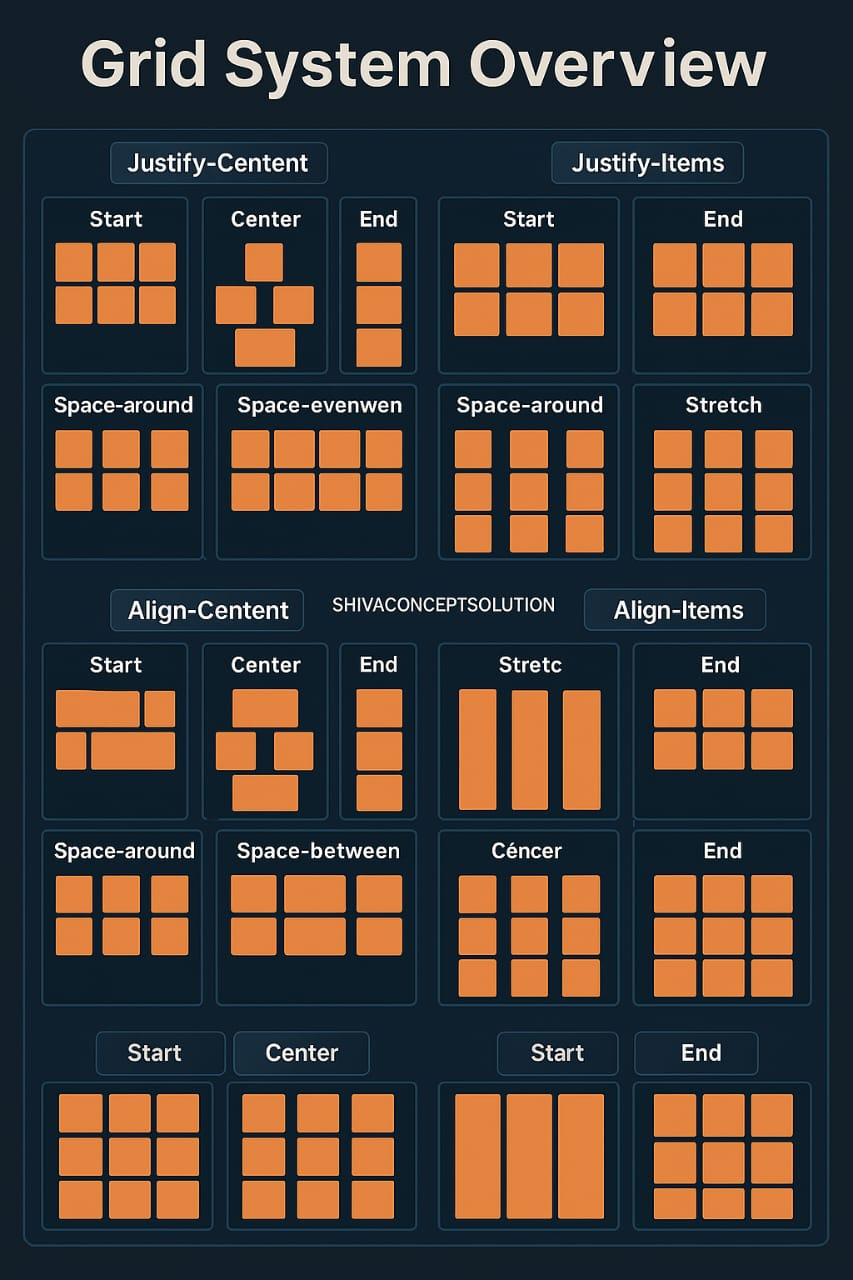 Grid System Overview
Justify-Centent
Justify-Items
Start
Center
End
Start
End
Space-around
Space-evenwen
Space-around
Stretch
Align-Centent
SHIVACONCEPTSOLUTION
Align-Items
Start
Center
End
Stretc
End
Space-around
Space-between
Céncer
End
Start
Center
Start
End